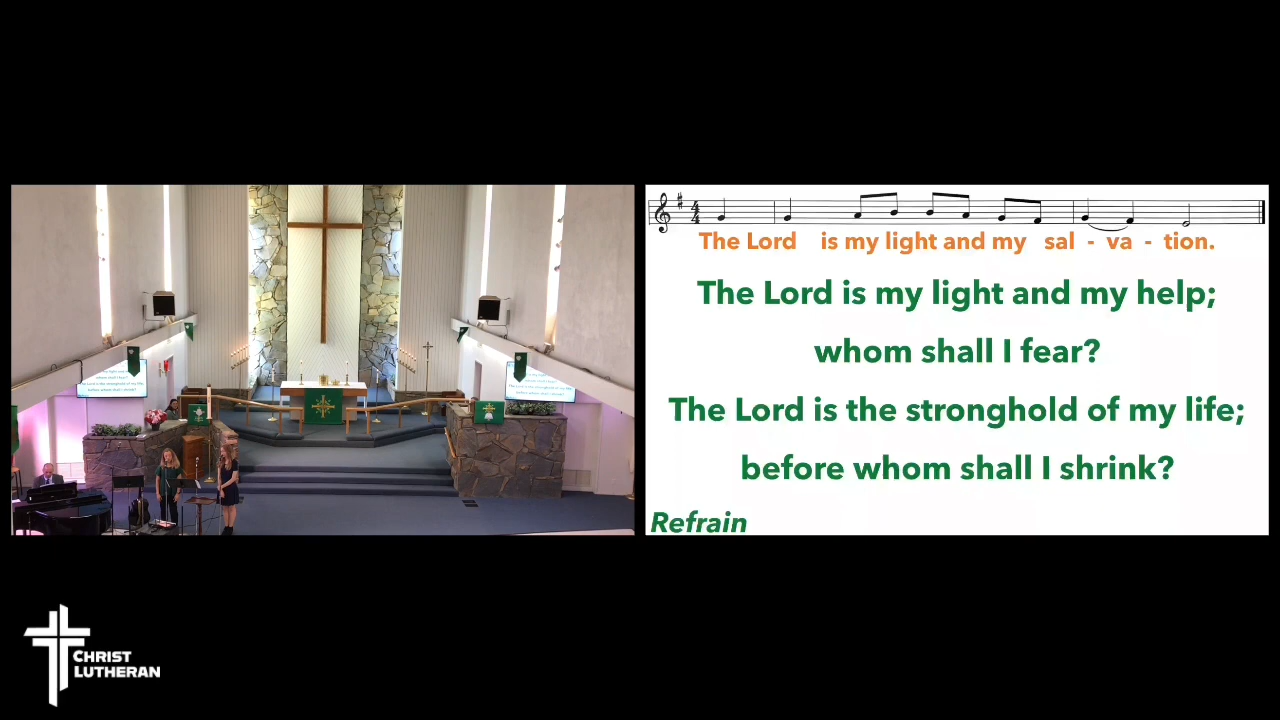 The Lord is my light and my sal - va - tion.
The Lord is my light and my help;
whom shall I fear?
The Lord is the stronghold of my life;
before whom shall I shrink?
Refrain
CHRIST
LUTHERAN